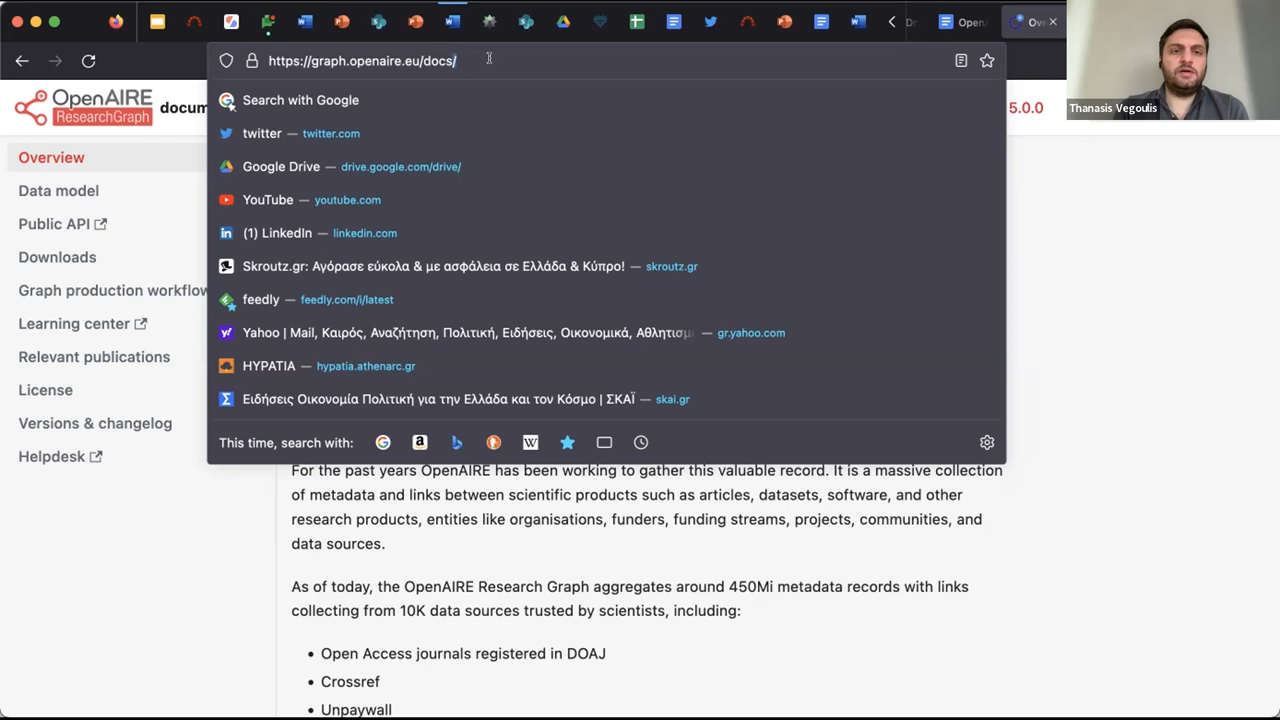 Open
Ov
https://graph.openaire.eu/docs/
Thanasis Vegoulis
OpenAIRE
ResearchGraph
docum
5.0.0
Search with Google
twitter — twitter.com
Google Drive — drive.google.com/drive/
YouTube — youtube.com
(1) LinkedIn — linkedin.com
Skroutz.gr: Αγόρασε εύκολα & με ασφάλεια σε Ελλάδα & Κύπρο! — skroutz.gr
feedly — feedly.com/i/latest
Yahoo | Mail, Καιρός, Αναζήτηση, Πολιτική, Ειδήσεις, Οικονομικά, Αθλητισμ — gr.yahoo.com
HYPATIA — hypatia.athenarc.gr
Ειδήσεις Οικονομία Πολιτική για την Ελλάδα και τον Κόσμο | ΣΚΑΪ — skai.gr
This time, search with:
Overview
Data model
Public API
Downloads
Graph production workflow
Learning center
Relevant publications
License
Versions & changelog
Helpdesk
For the past years OpenAIRE has been working to gather this valuable record. It is a massive collection
of metadata and links between scientific products such as articles, datasets, software, and other
research products, entities like organisations, funders, funding streams, projects, communities, and
data sources.
As of today, the OpenAIRE Research Graph aggregates around 450Mi metadata records with links
collecting from 10K data sources trusted by scientists, including:
• Open Access journals registered in DOAJ
• Crossref
• Unpaywall